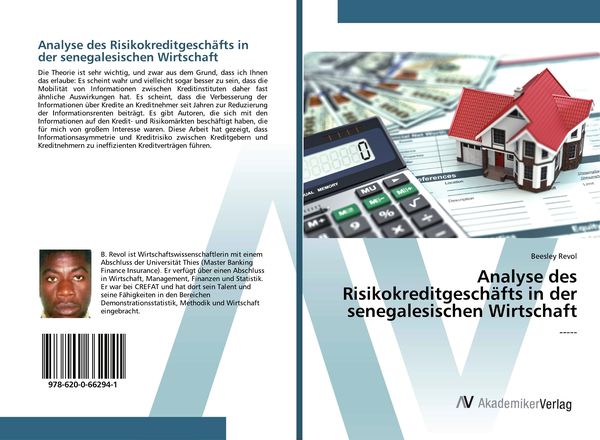 Analyse des Risikokreditgeschäfts in
der senegalesischen Wirtschaft
Die Theorie ist sehr wichtig, und zwar aus dem Grund, dass ich Ihnen
das erlaube: Es scheint wahr und vielleicht sogar besser zu sein, dass die
Mobilität von Informationen zwischen Kreditinstituten daher fast
ähnliche Auswirkungen hat. Es scheint, dass die Verbesserung der
Informationen über Kredite an Kreditnehmer seit Jahren zur Reduzierung
der Informationsrenten beiträgt. Es gibt Autoren, die sich mit den
Informationen auf den Kredit- und Risikomärkten beschäftigt haben, die
für mich von großem Interesse waren. Diese Arbeit hat gezeigt, dass
Informationsasymmetrie und Kreditrisiko zwischen Kreditgebern und
Kreditnehmern zu ineffizienten Kreditverträgen führen.
B. Revol ist Wirtschaftswissenschaftlerin mit einem
Abschluss der Universität Thies (Master Banking
Finance Insurance). Er verfügt über einen Abschluss
in Wirtschaft, Management, Finanzen und Statistik.
Er war bei CREFAT und hat dort sein Talent und
seine Fähigkeiten in den Bereichen
Demonstrationsstatistik, Methodik und Wirtschaft
eingebracht.
978-620-0-66294-1
0
ANUAL MEMORY
MU
Net Worth
References
Equity
Beesley Revol
Analyse des
Risikokreditgeschäfts in der
senegalesischen Wirtschaft
-----
AV AkademikerVerlag